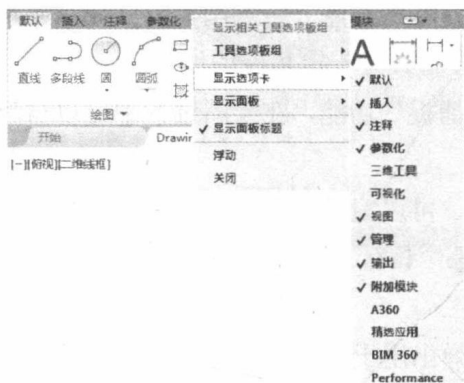 默认 插入 注释 参数化
直线 多段线 圆 圆弧
绘图
开始 Drawin
[-][俯视][二维线框]
显示相关工具选项板组
工具选项板组
显示选项卡
显示面板
✓ 显示面板标题
浮动
关闭
模块
A
✓ 默认
✓ 插入
✓ 注释
✓ 参数化
三维工具
可视化
✓ 视图
✓ 管理
✓ 输出
✓ 附加模块
A360
精选应用
BIM 360
Performance